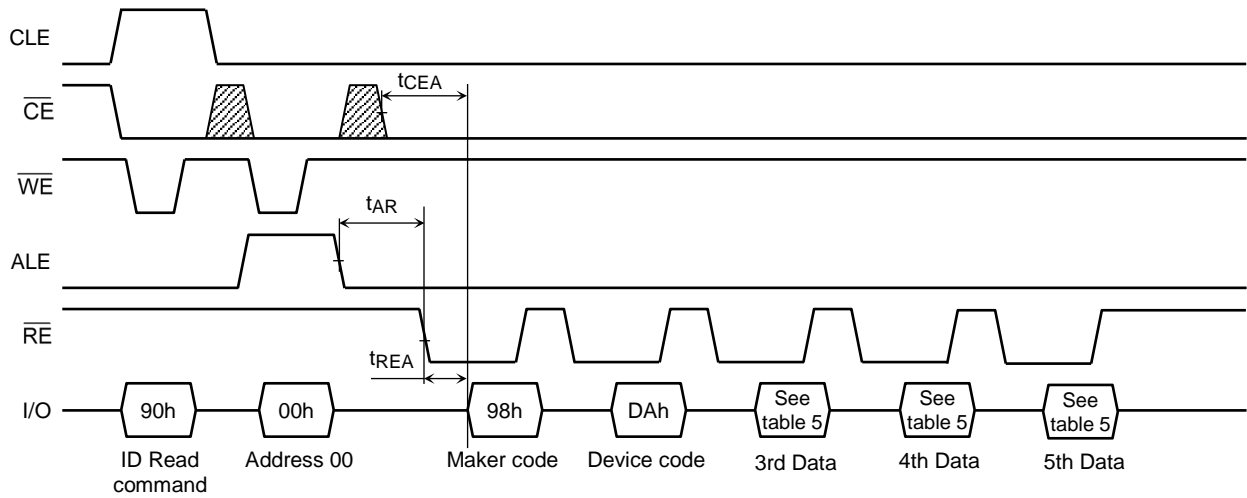 CLE
tCEA
CE
WE
tAR
ALE
RE
tREA
I/O
90h
00h
98h
DAh
See
table 5
See
table 5
See
table 5
ID Read
command
Address 00
Maker code
Device code
3rd Data
4th Data
5th Data